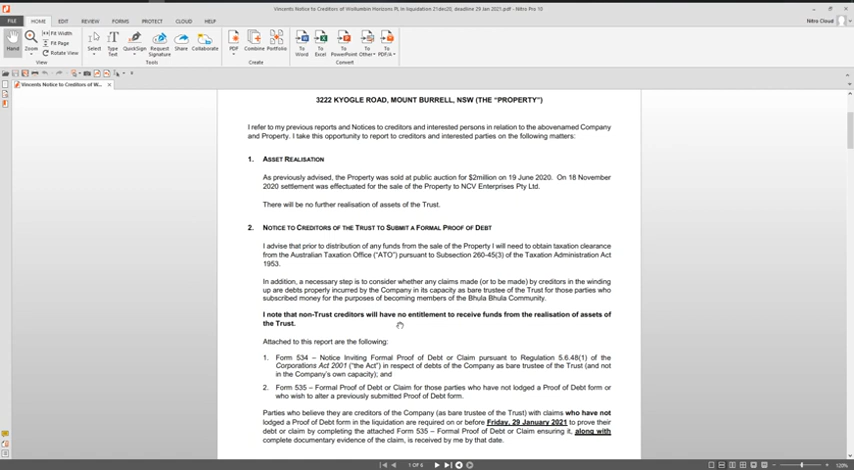 Vincents Notice to Creditors of Wollumbin Horizons PL in liquidation 21dec20, deadline 29 Jan 2021.pdf - Nitro Pro 10
FILE HOME EDIT REVIEW FORMS PROTECT CLOUD HELP
Nitro Cloud
Hand
Zoom
Fit Width
Fit Page
Rotate View
Select
Type Text
QuickSign
Request Signature
Share
Collaborate
PDF
Combine
Portfolios
To Word
To Excel
To PowerPoint
To Other
To PDF/A
View Tools Create Convert
Vincents Notice to Creditors of W...
3222 KYOGLE ROAD, MOUNT BURRELL, NSW (THE "PROPERTY")
I refer to my previous reports and Notices to creditors and interested persons in relation to the abovenamed Company
and Property. I take this opportunity to report to creditors and interested parties on the following matters:
1. ASSET REALISATION
As previously advised, the Property was sold at public auction for $2million on 19 June 2020. On 18 November
2020 settlement was effectuated for the sale of the Property to NCV Enterprises Pty Ltd.
There will be no further realisation of assets of the Trust.
2. NOTICE TO CREDITORS OF THE TRUST TO SUBMIT A FORMAL PROOF OF DEBT
I advise that prior to distribution of any funds from the sale of the Property I will need to obtain taxation clearance
from the Australian Taxation Office ("ATO") pursuant to Subsection 260-45(3) of the Taxation Administration Act
1953.
In addition, a necessary step is to consider whether any claims made (or to be made) by creditors in the winding
up are debts properly incurred by the Company in its capacity as bare trustee of the Trust for those parties who
subscribed money for the purposes of becoming members of the Bhula Bhula Community.
I note that non-Trust creditors will have no entitlement to receive funds from the realisation of assets of
the Trust.
Attached to this report are the following:
1. Form 534 – Notice Inviting Formal Proof of Debt or Claim pursuant to Regulation 5.6.48(1) of the
Corporations Act 2001 ("the Act") in respect of debts of the Company as bare trustee of the Trust (and not
in the Company's own capacity); and
2. Form 535 – Formal Proof of Debt or Claim for those parties who have not lodged a Proof of Debt form or
who wish to alter a previously submitted Proof of Debt form.
Parties who believe they are creditors of the Company (as bare trustee of the Trust) with claims who have not
lodged a Proof of Debt form in the liquidation are required on or before Friday, 29 January 2021 to prove their
debt or claim by completing the attached Form 535 – Formal Proof of Debt or Claim ensuring it, along with
complete documentary evidence of the claim, is received by me by that date.
1 OF 6
120%